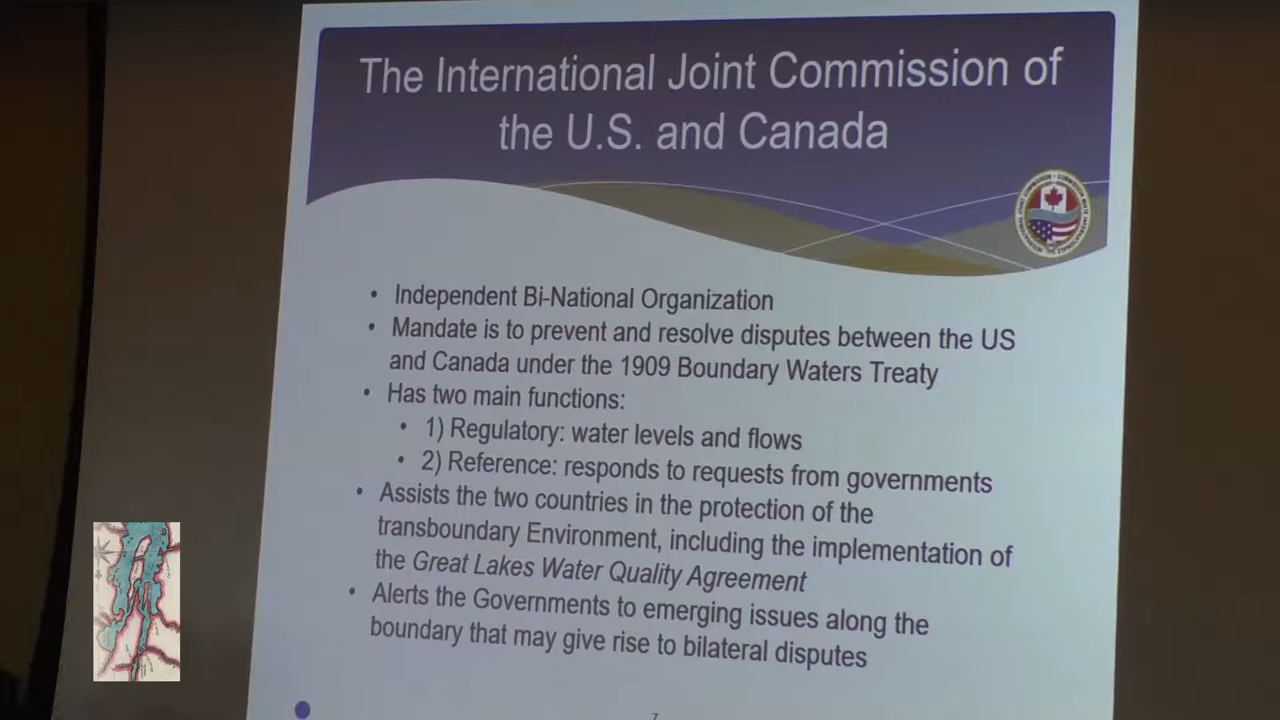 The International Joint Commission of
the U.S. and Canada
• Independent Bi-National Organization
• Mandate is to prevent and resolve disputes between the US
and Canada under the 1909 Boundary Waters Treaty
• Has two main functions:
• 1) Regulatory: water levels and flows
• 2) Reference: responds to requests from governments
• Assists the two countries in the protection of the
transboundary Environment, including the implementation of
the Great Lakes Water Quality Agreement
• Alerts the Governments to emerging issues along the
boundary that may give rise to bilateral disputes
7